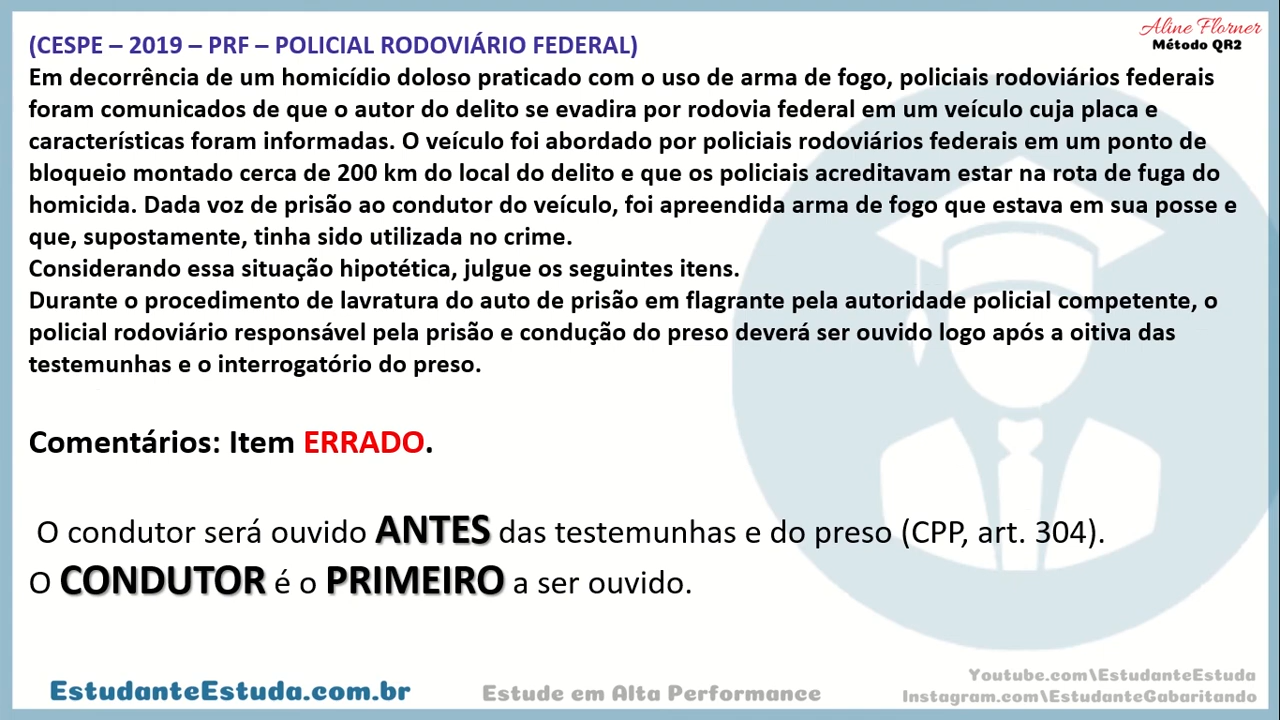 Aline Florner
Método QR2
(CESPE – 2019 – PRF – POLICIAL RODOVIÁRIO FEDERAL)
Em decorrência de um homicídio doloso praticado com o uso de arma de fogo, policiais rodoviários federais
foram comunicados de que o autor do delito se evadira por rodovia federal em um veículo cuja placa e
características foram informadas. O veículo foi abordado por policiais rodoviários federais em um ponto de
bloqueio montado cerca de 200 km do local do delito e que os policiais acreditavam estar na rota de fuga do
homicida. Dada voz de prisão ao condutor do veículo, foi apreendida arma de fogo que estava em sua posse e
que, supostamente, tinha sido utilizada no crime.
Considerando essa situação hipotética, julgue os seguintes itens.
Durante o procedimento de lavratura do auto de prisão em flagrante pela autoridade policial competente, o
policial rodoviário responsável pela prisão e condução do preso deverá ser ouvido logo após a oitiva das
testemunhas e o interrogatório do preso.
Comentários: Item ERRADO.
O condutor será ouvido ANTES das testemunhas e do preso (CPP, art. 304).
O CONDUTOR é o PRIMEIRO a ser ouvido.
EstudanteEstuda.com.br
Estude em Alta Performance
Youtube.com\EstudanteEstuda
Instagram.com\EstudanteGabaritando